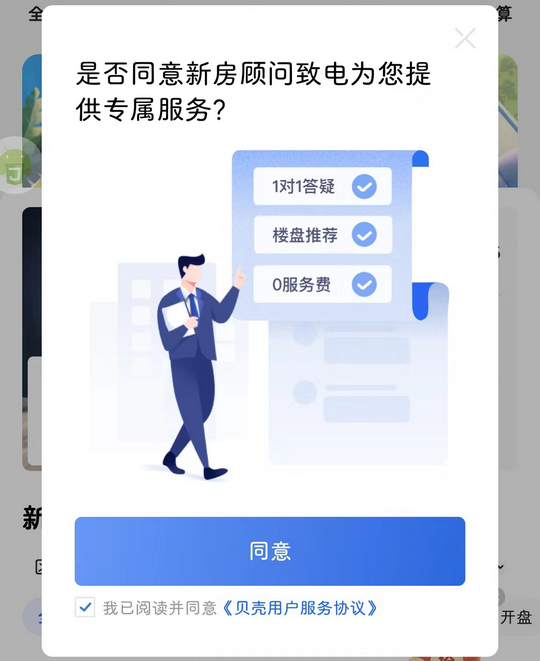 全
算
是否同意新房顾问致电为您提
供专属服务?
1对1答疑
楼盘推荐
0服务费
新
同意
我已阅读并同意《贝壳用户服务协议》
开盘